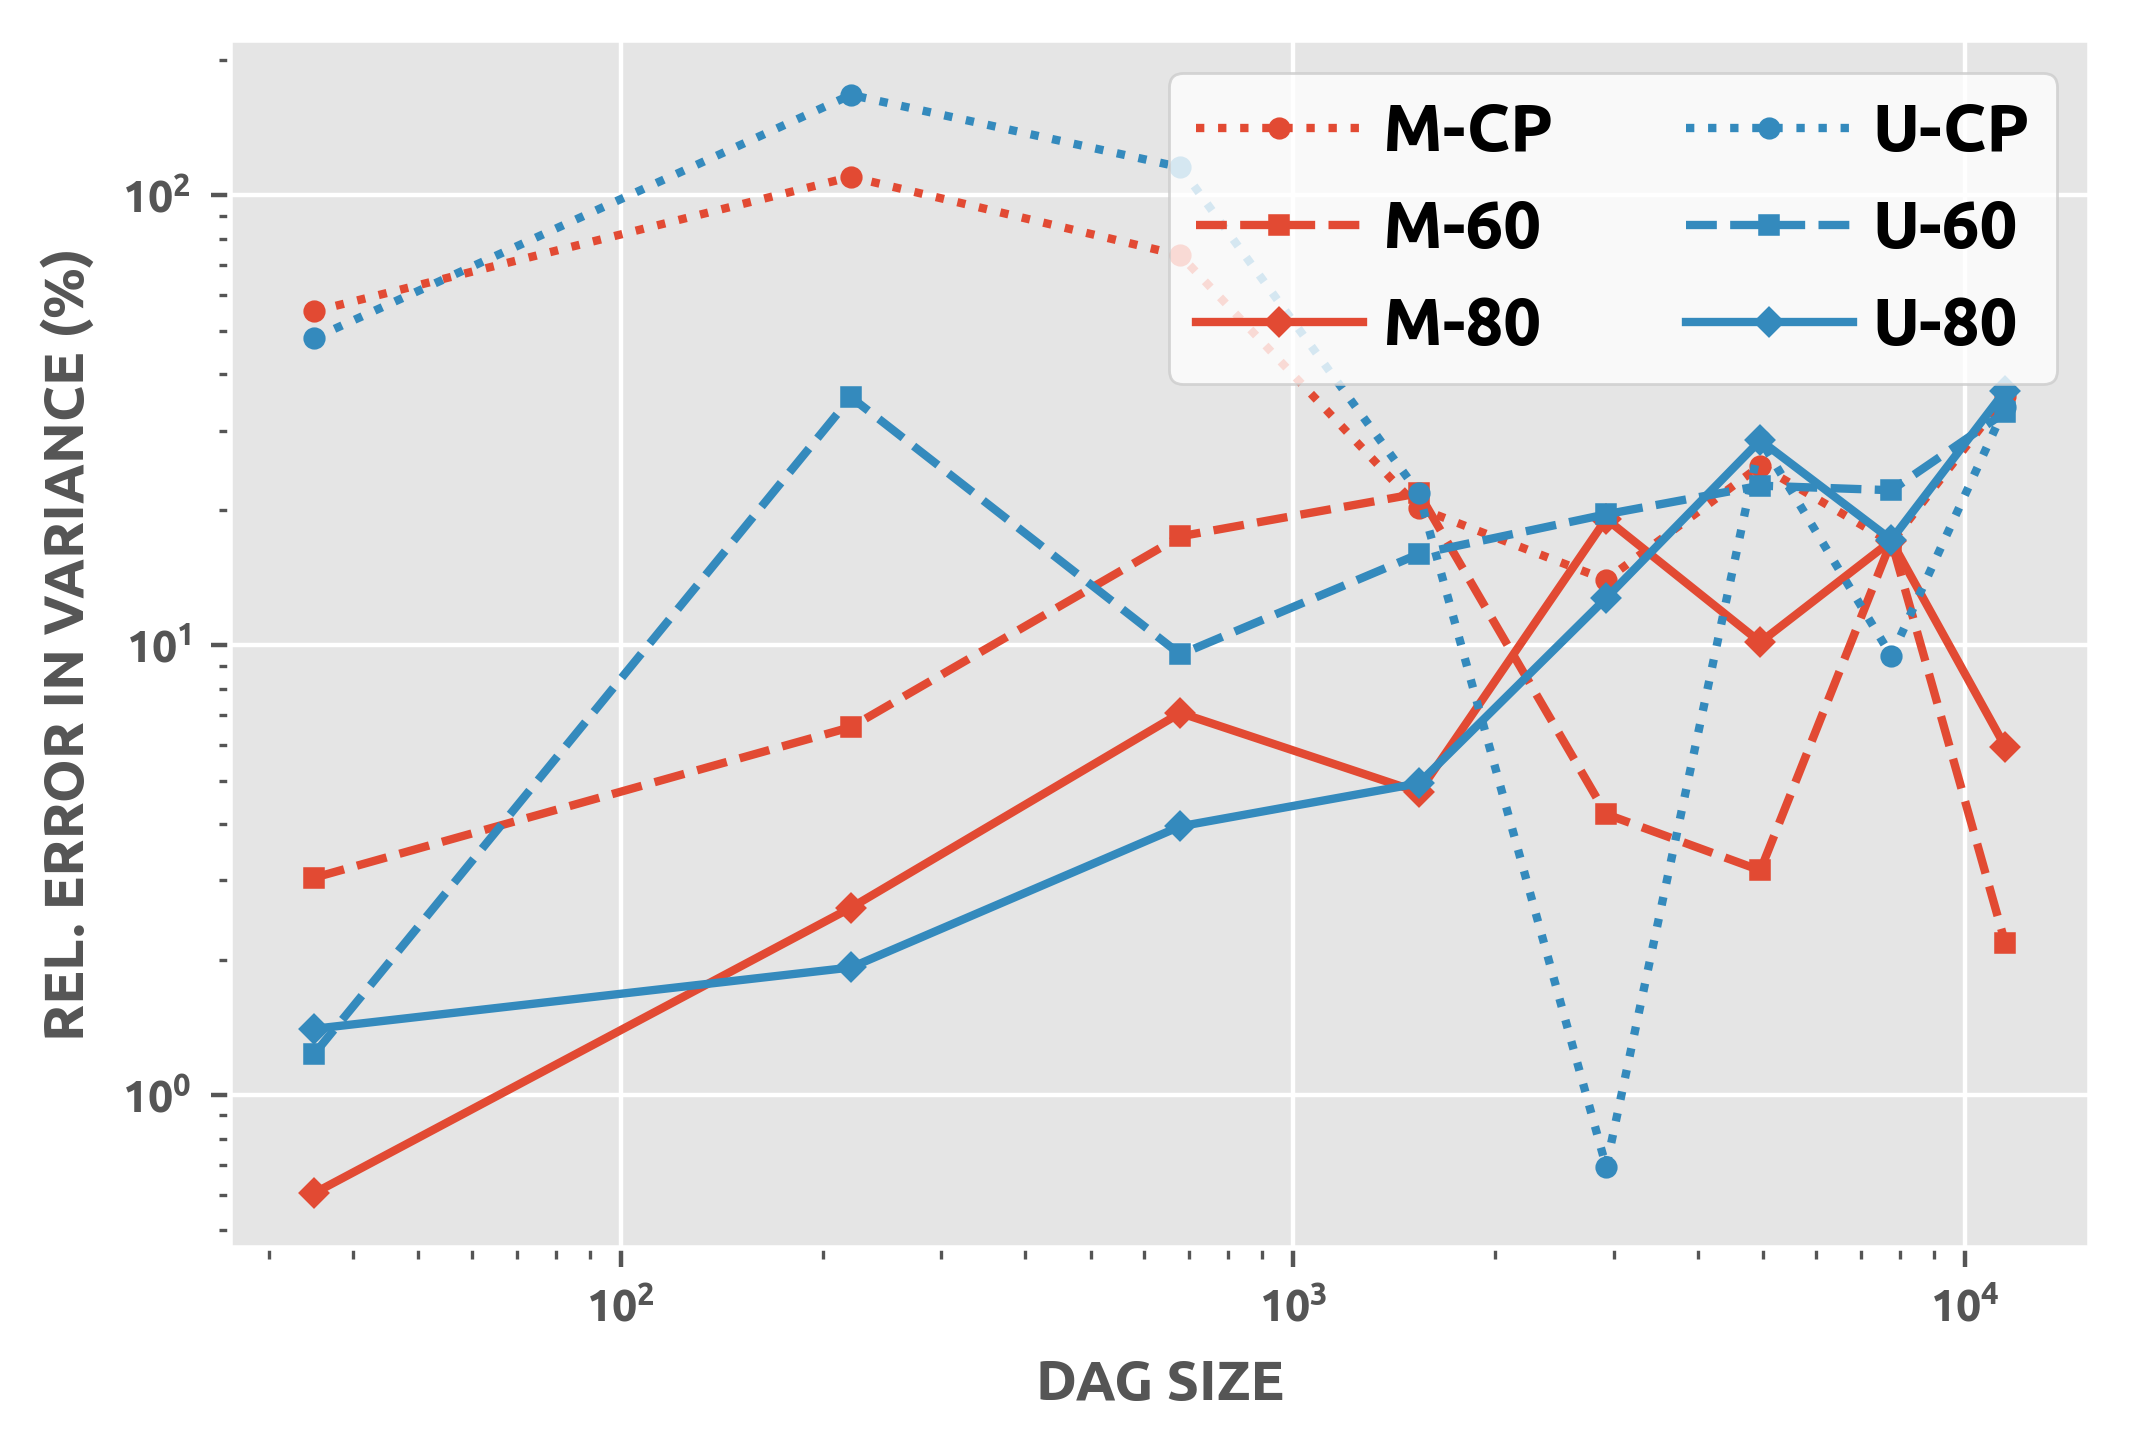 M-CP U-CP
M-60 U-60
M-80 U-80
10²
10¹
10⁰
REL. ERROR IN VARIANCE (%)
10² 10³ 10⁴
DAG SIZE